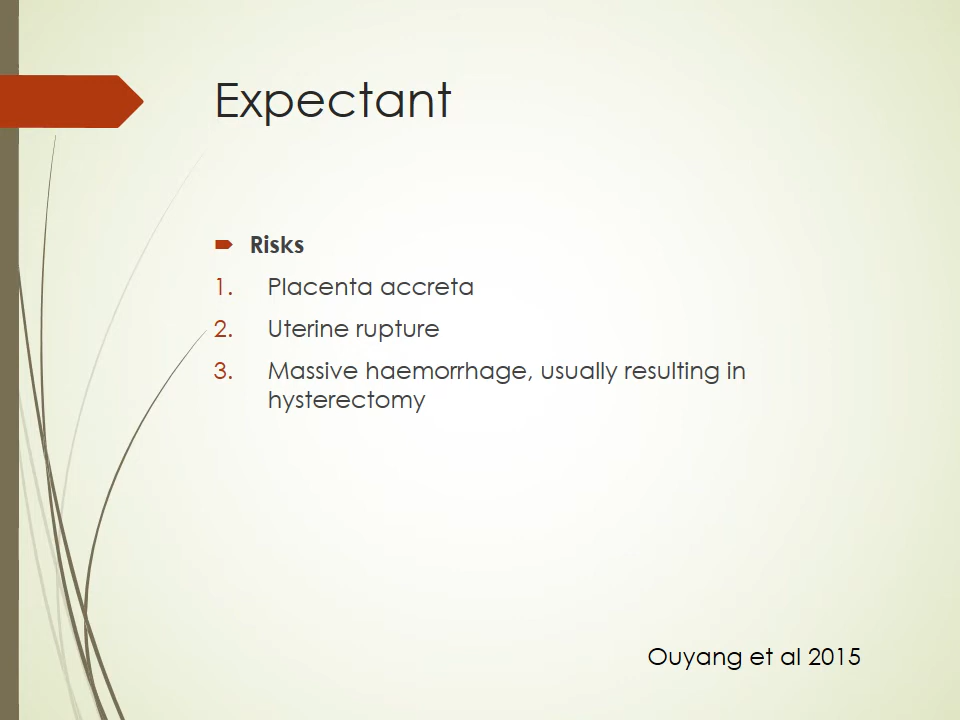 Expectant
Risks
1. Placenta accreta
2. Uterine rupture
3. Massive haemorrhage, usually resulting in
hysterectomy
Ouyang et al 2015